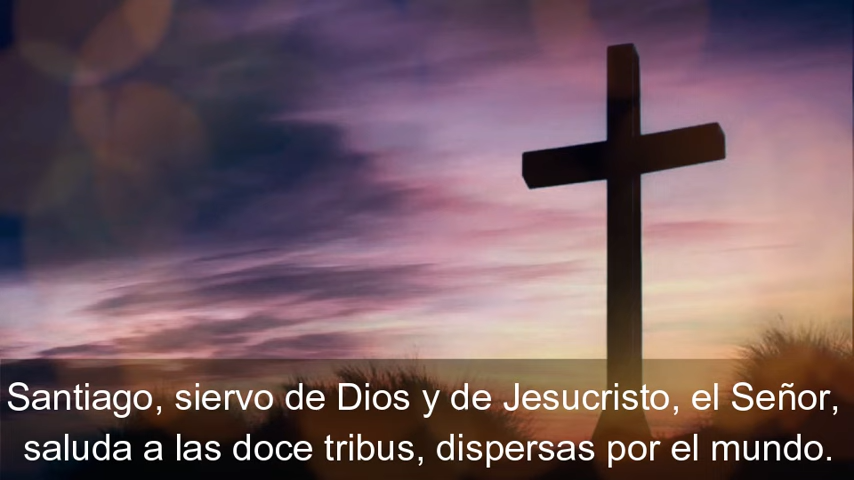 Santiago, siervo de Dios y de Jesucristo, el Señor,
saluda a las doce tribus, dispersas por el mundo.